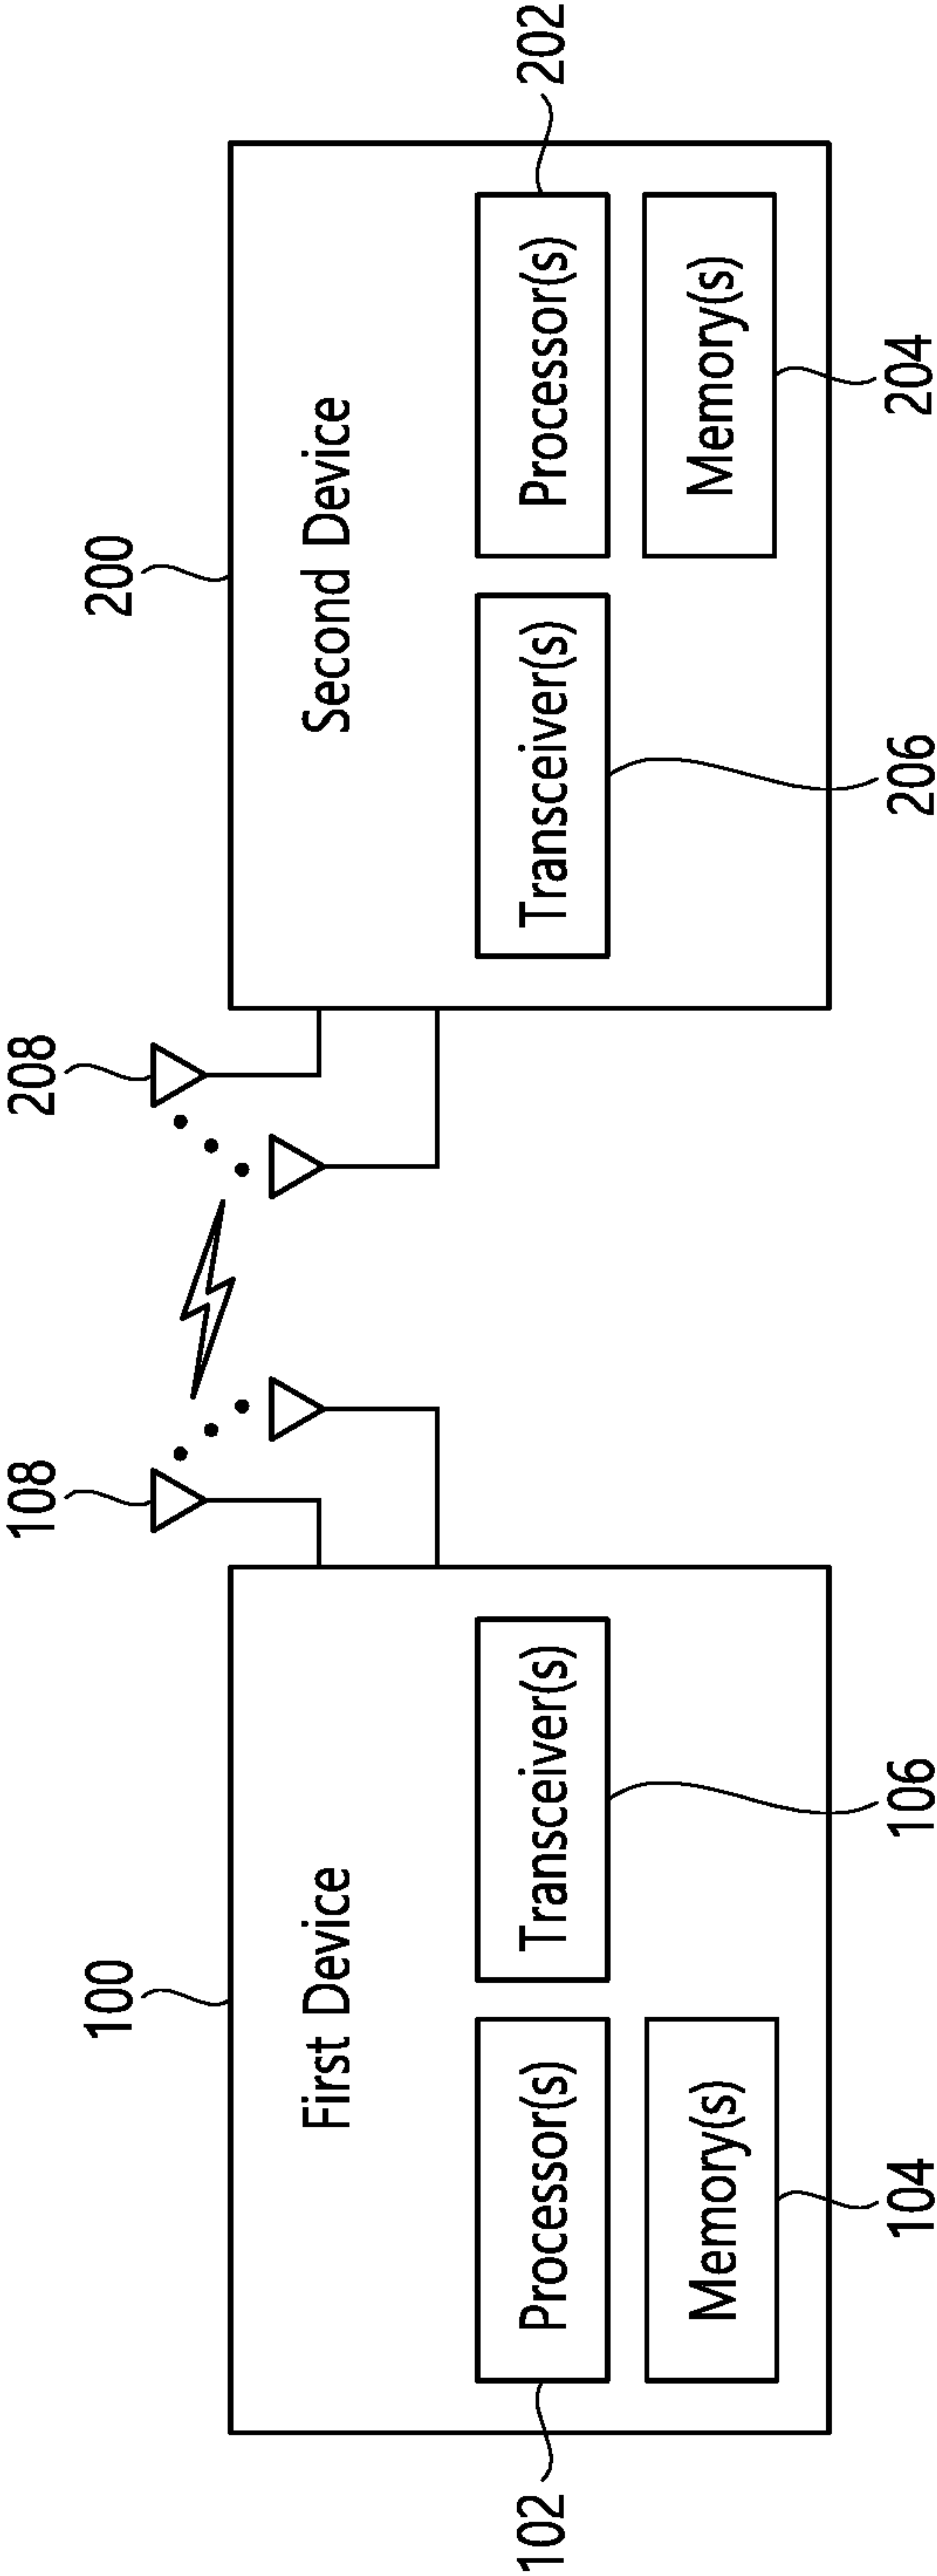 108
208
100
200
First Device
Second Device
102
Processor(s)
Transceiver(s)
Transceiver(s)
Processor(s)
202
Memory(s)
Memory(s)
104
106
206
204